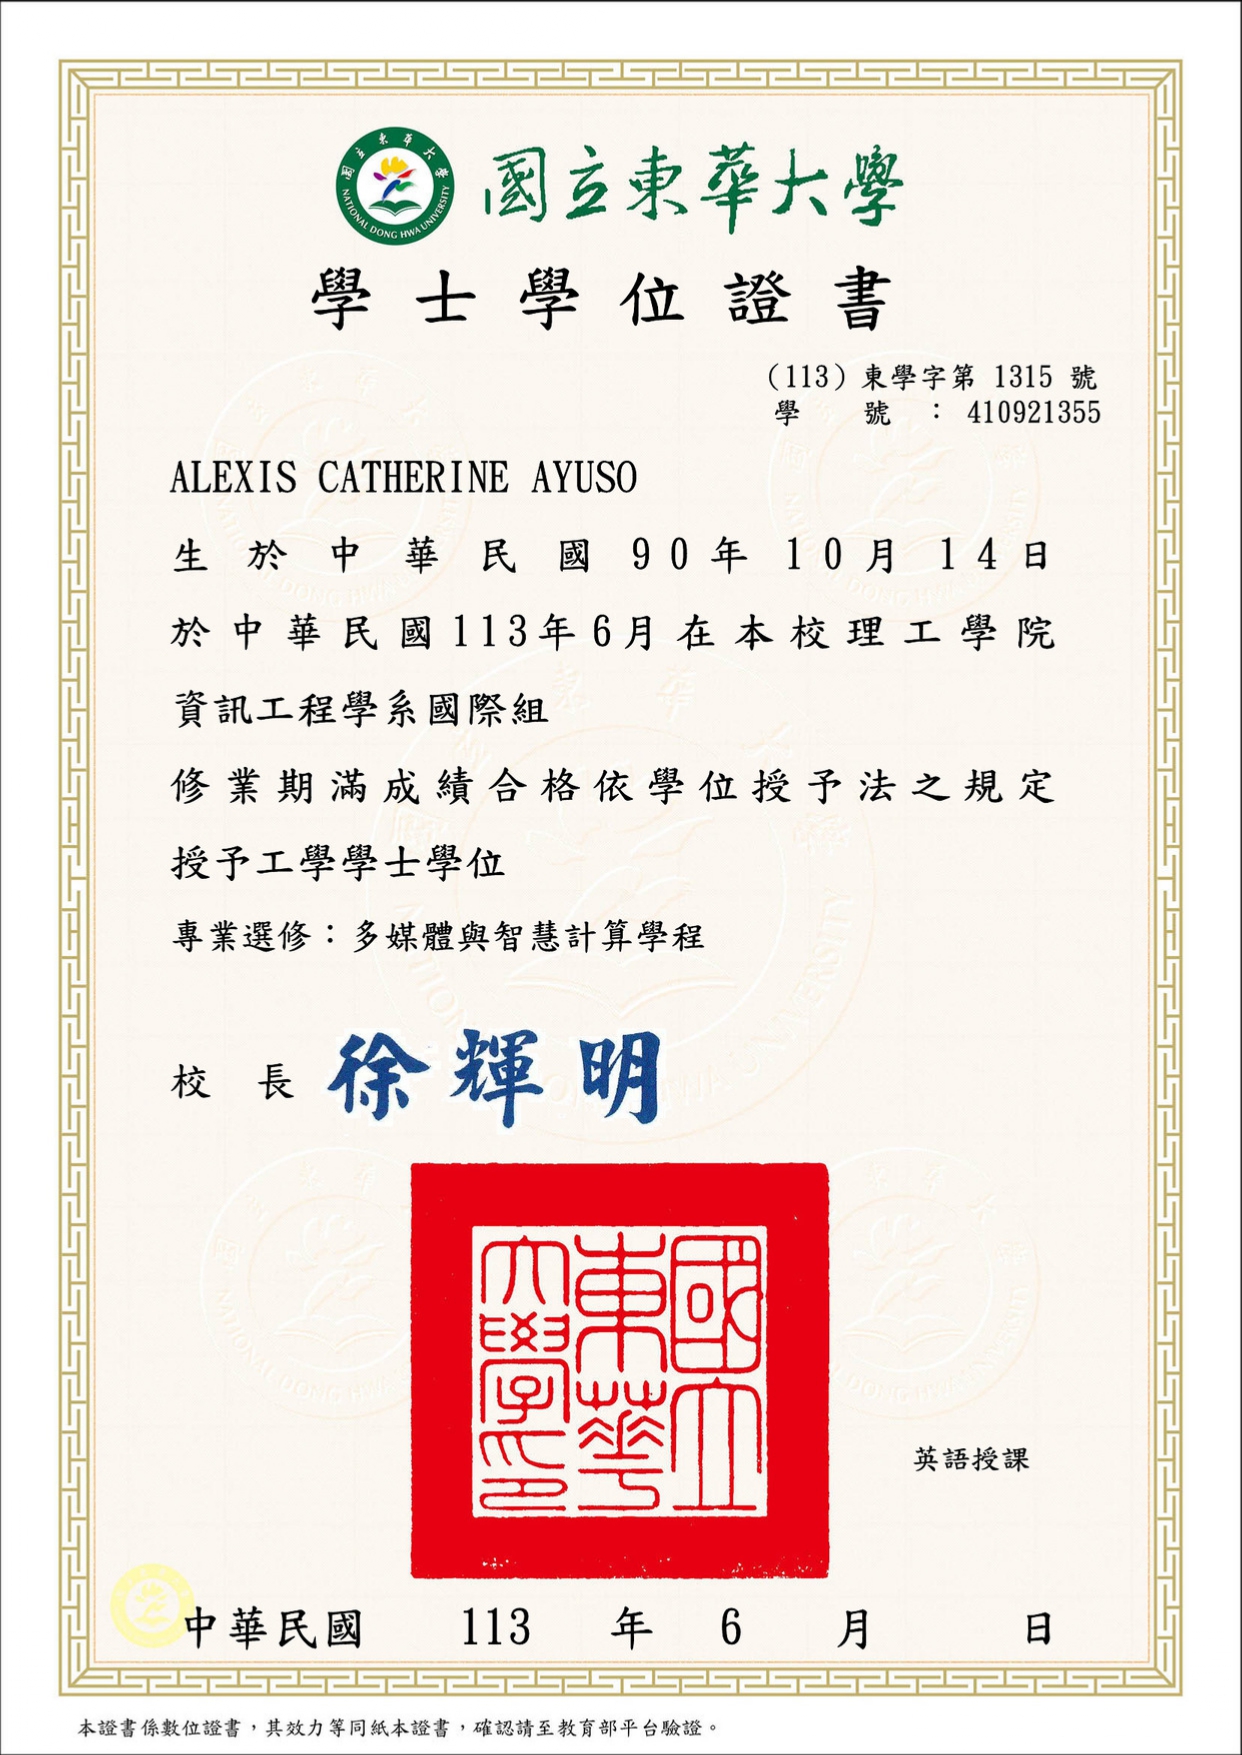 國立東華大學
NATIONAL DONG HWA UNIVERSITY
國立東華大學
學士學位證書
（113）東學字第 1315 號
學 號 ： 410921355
ALEXIS CATHERINE AYUSO
生於中華民國 90 年 10 月 14 日
於中華民國113年6月在本校理工學院
資訊工程學系國際組
修業期滿成績合格依學位授予法之規定
授予工學學士學位
專業選修：多媒體與智慧計算學程
校 長 徐輝明
國立東華大學印
英語授課
中華民國 113 年 6 月 日
本證書係數位證書，其效力等同紙本證書，確認請至教育部平台驗證。